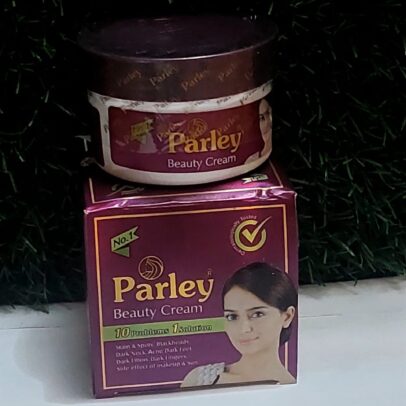 Parley
Parley
Beauty Cream
No.1
Parley
Beauty Cream
10 Problems 1 Solution
Stain & Spots, Blackheads,
Dark Neck, Acne, Dark Feet,
Dark Elbow, Dark Fingers,
Side effect of makeup & Sun